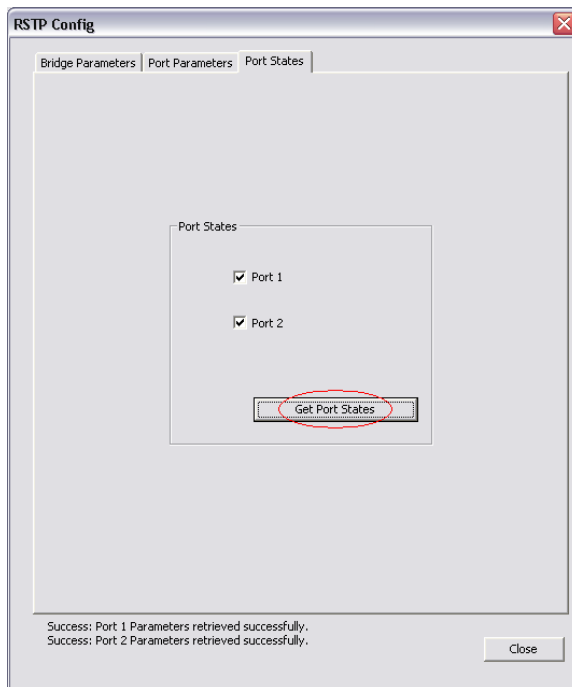 RSTP Config
Bridge Parameters Port Parameters Port States
Port States
Port 1
Port 2
Get Port States
Success: Port 1 Parameters retrieved successfully.
Success: Port 2 Parameters retrieved successfully.
Close